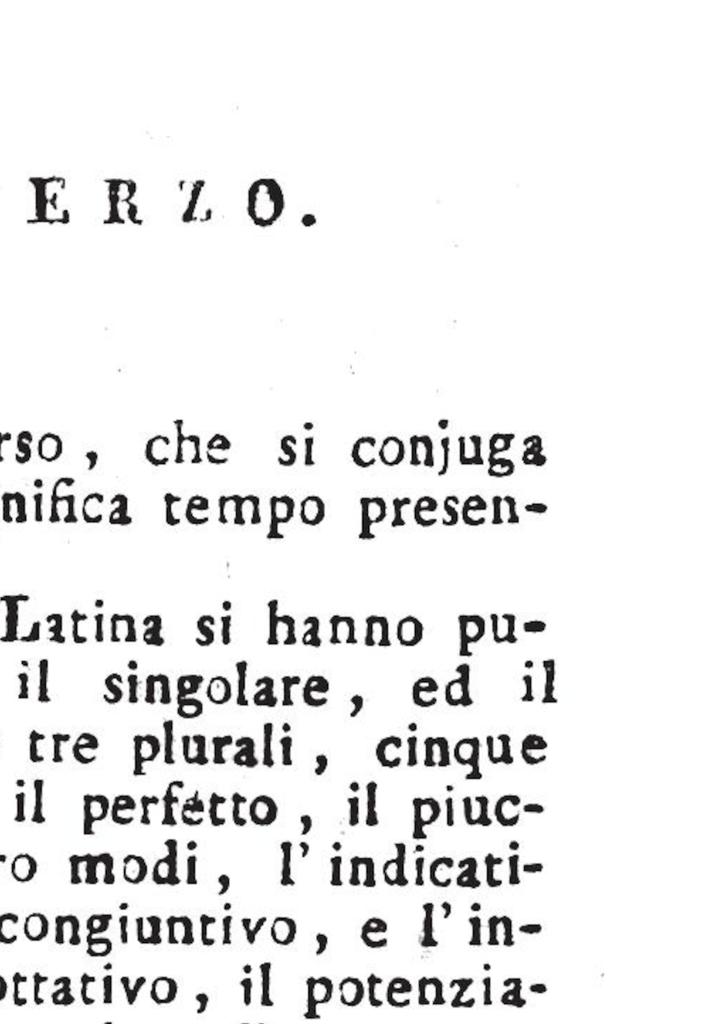 ERZO.
rso, che si conjuga
nifica tempo presen-
Latina si hanno pu-
il singolare, ed il
tre plurali, cinque
il perfetto, il piuc-
ro modi, l'indicati-
congiuntivo, e l'in-
ottativo, il potenzia-